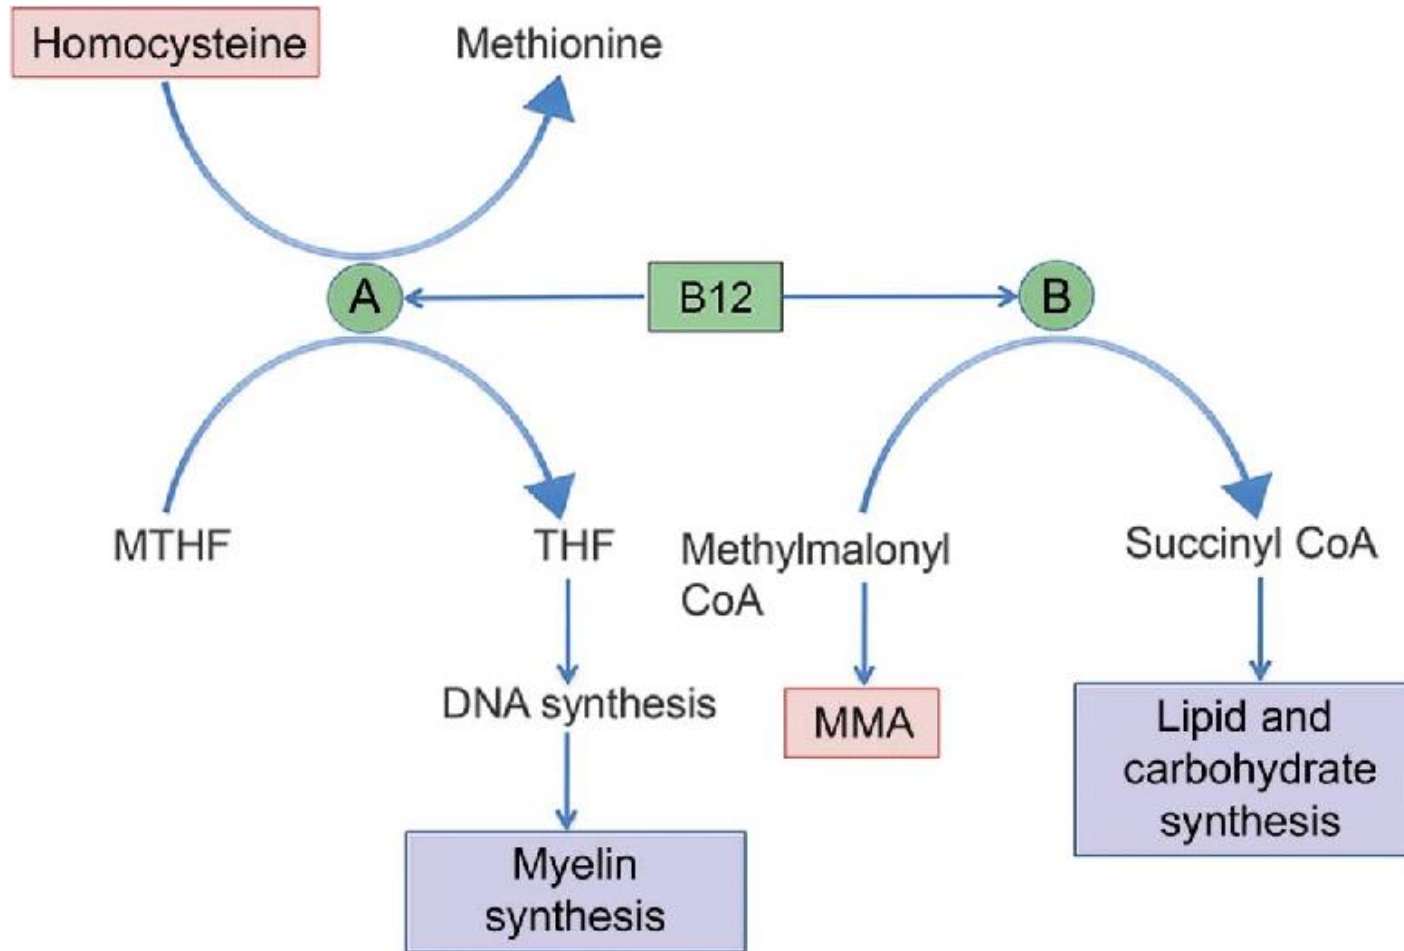 Homocysteine
Methionine
A
B12
B
MTHF
THF
Methylmalonyl
CoA
Succinyl CoA
DNA synthesis
MMA
Lipid and
carbohydrate
synthesis
Myelin
synthesis